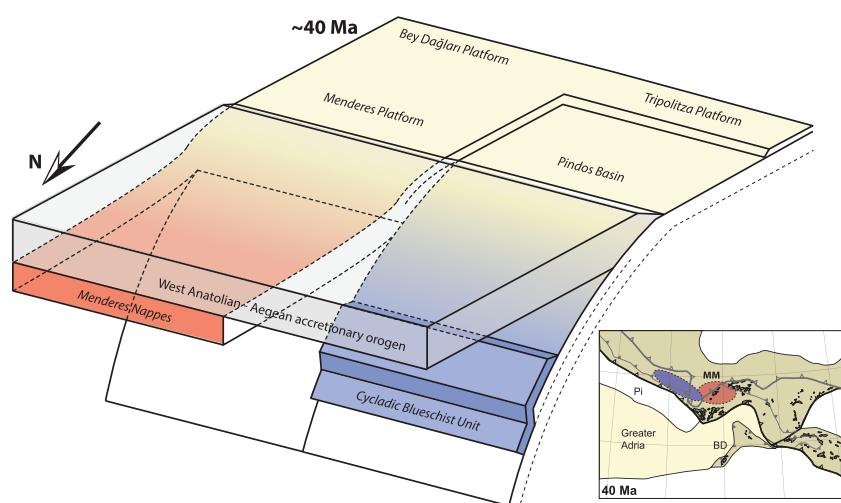 ~40 Ma
Bey Dağları Platform
Tripolitza Platform
Menderes Platform
Pindos Basin
N
West Anatolian - Aegean accretionary orogen
Menderes Nappes
Cycladic Blueschist Unit
MM
Pi
Greater
Adria
BD
40 Ma